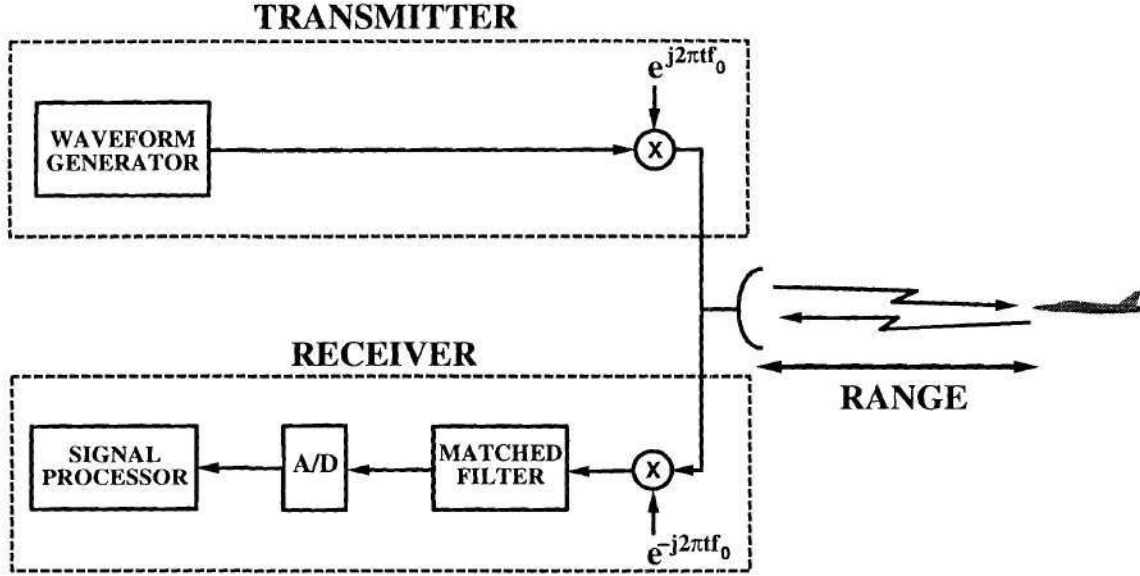 TRANSMITTER
e^{j2πtf_0}
WAVEFORM
GENERATOR
X
RECEIVER
RANGE
SIGNAL
PROCESSOR
A/D
MATCHED
FILTER
X
e^{-j2πtf_0}